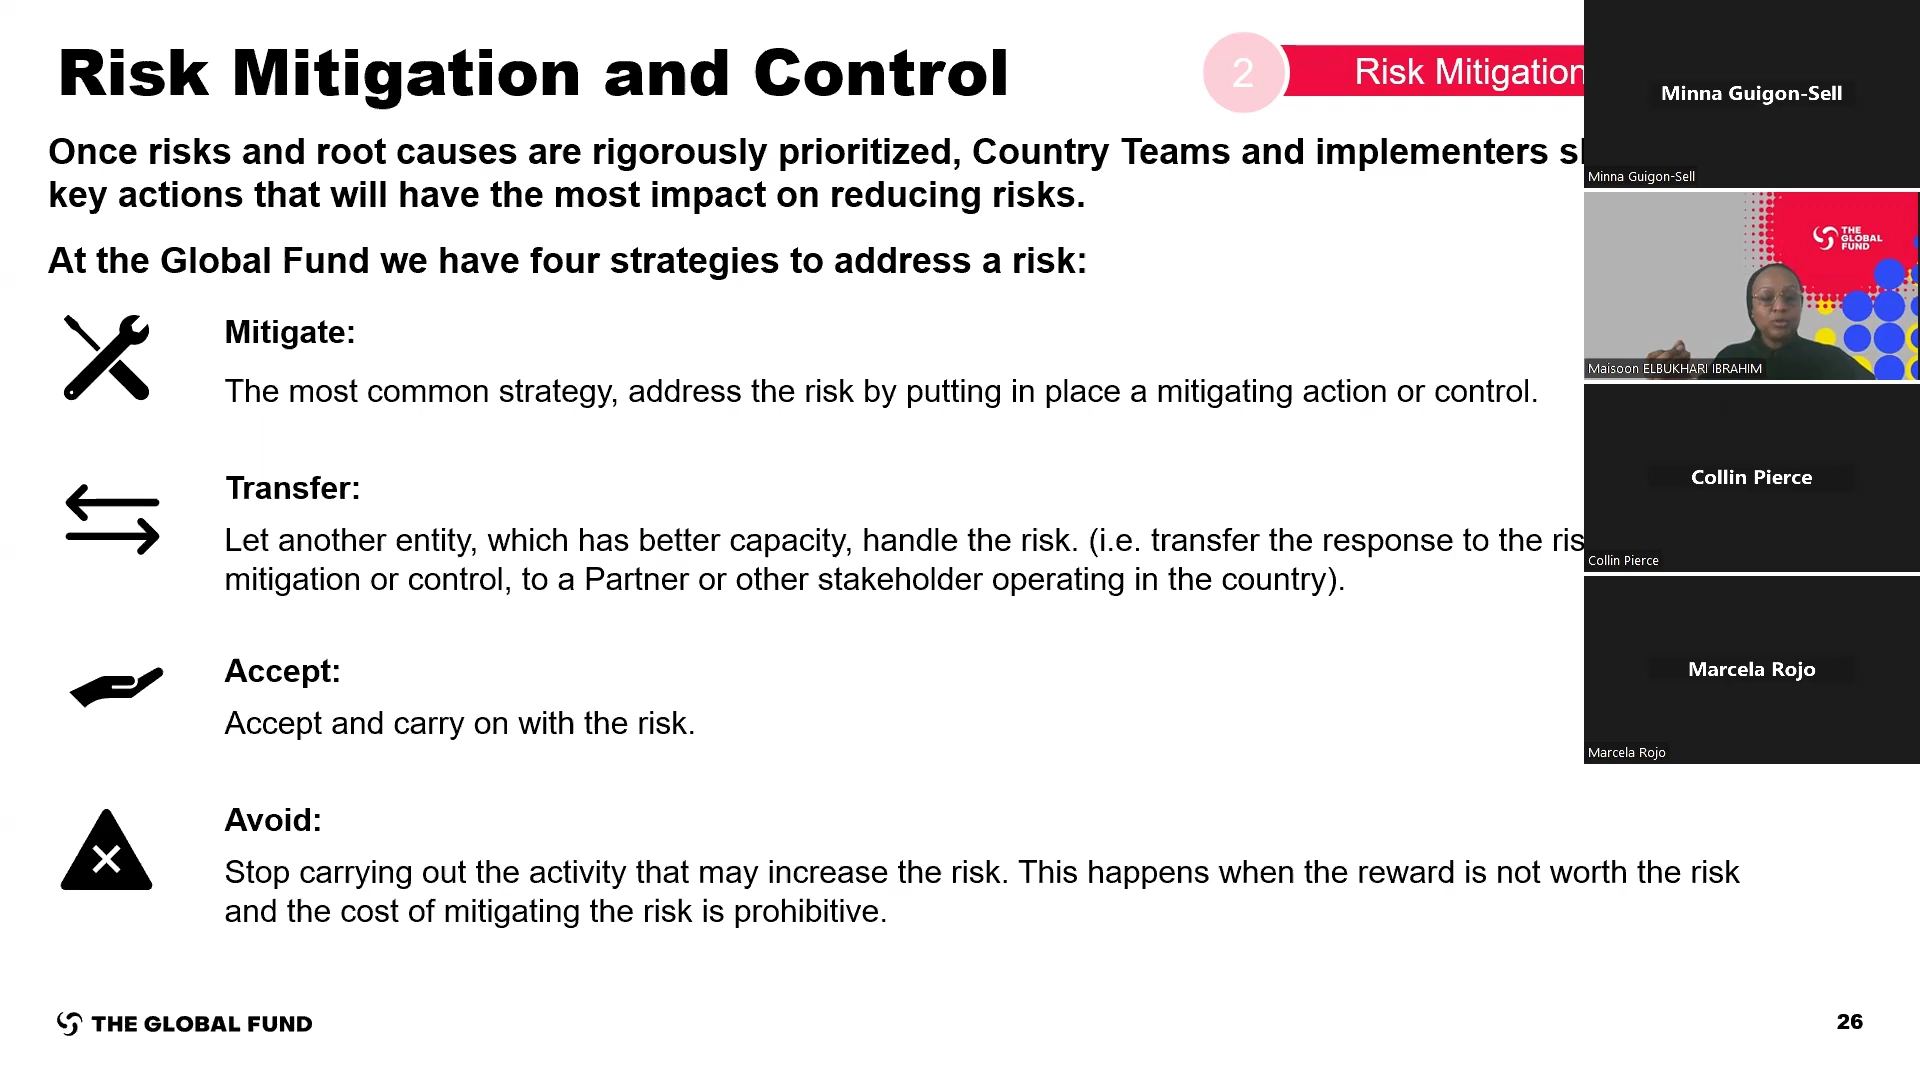 Risk Mitigation and Control
2
Risk Mitigation
Once risks and root causes are rigorously prioritized, Country Teams and implementers
key actions that will have the most impact on reducing risks.
At the Global Fund we have four strategies to address a risk:
Mitigate:
The most common strategy, address the risk by putting in place a mitigating action or control.
Transfer:
Let another entity, which has better capacity, handle the risk. (i.e. transfer the response to the
mitigation or control, to a Partner or other stakeholder operating in the country).
Accept:
Accept and carry on with the risk.
Avoid:
Stop carrying out the activity that may increase the risk. This happens when the reward is not worth the risk
and the cost of mitigating the risk is prohibitive.
THE GLOBAL FUND
26
Minna Guigon-Sell
Minna Guigon-Sell
THE
GLOBAL
FUND
Maisoon ELBUKHARI IBRAHIM
Collin Pierce
Collin Pierce
Marcela Rojo
Marcela Rojo